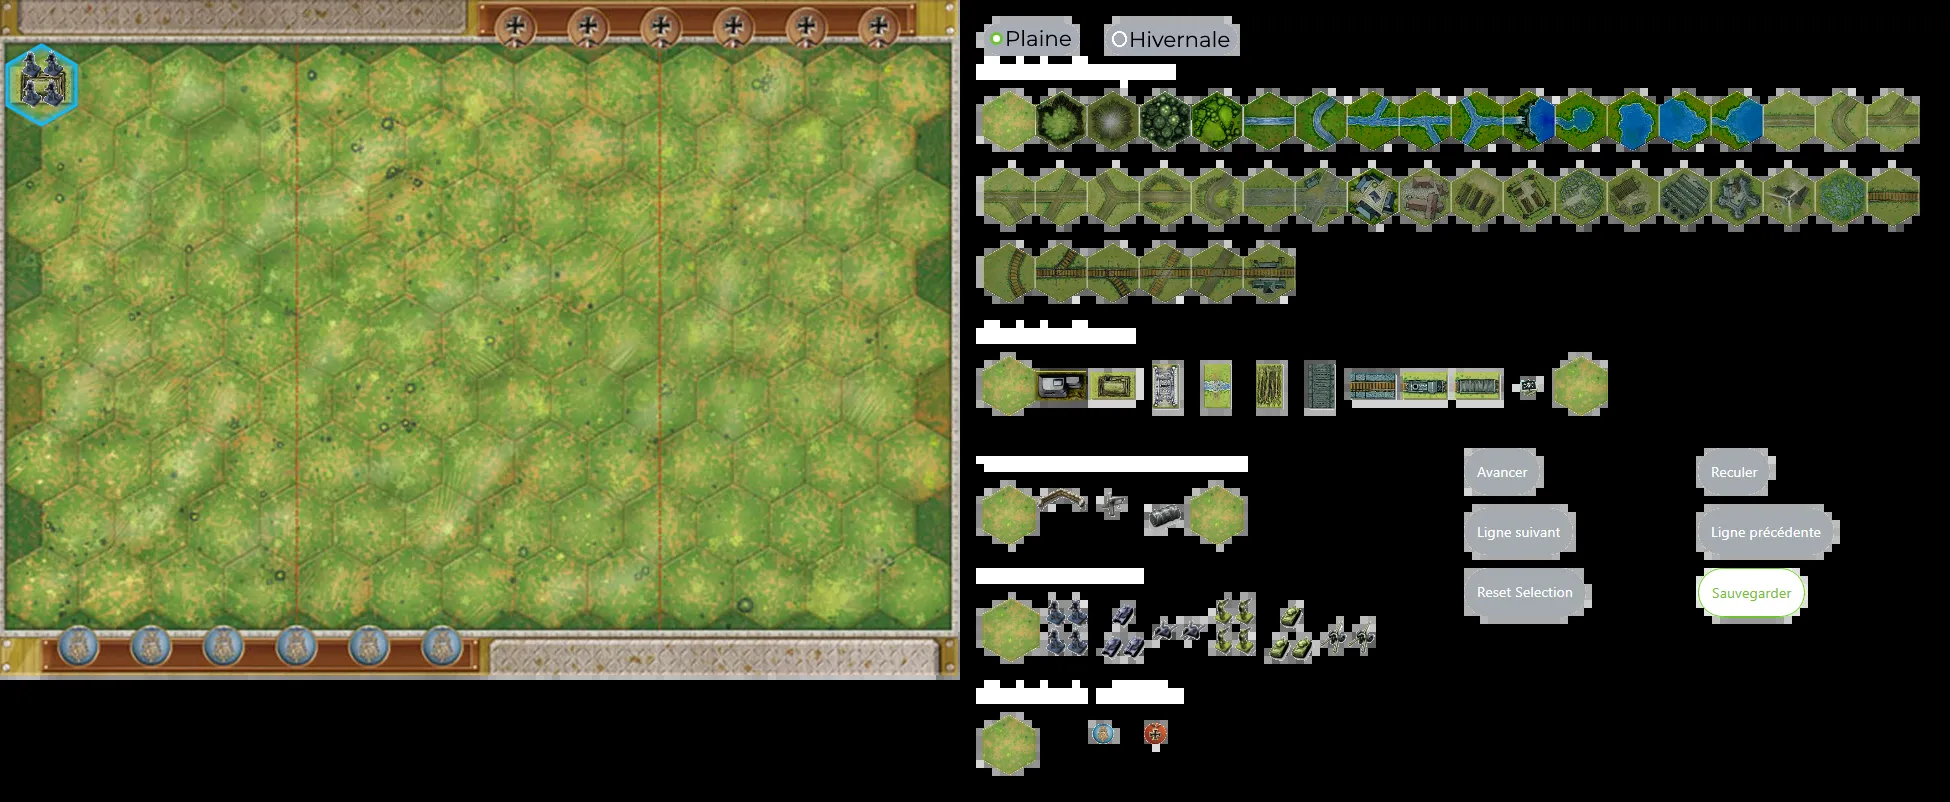 Plaine
Hivernale
Avancer
Reculer
Ligne suivant
Ligne précédente
Reset Selection
Sauvegarder